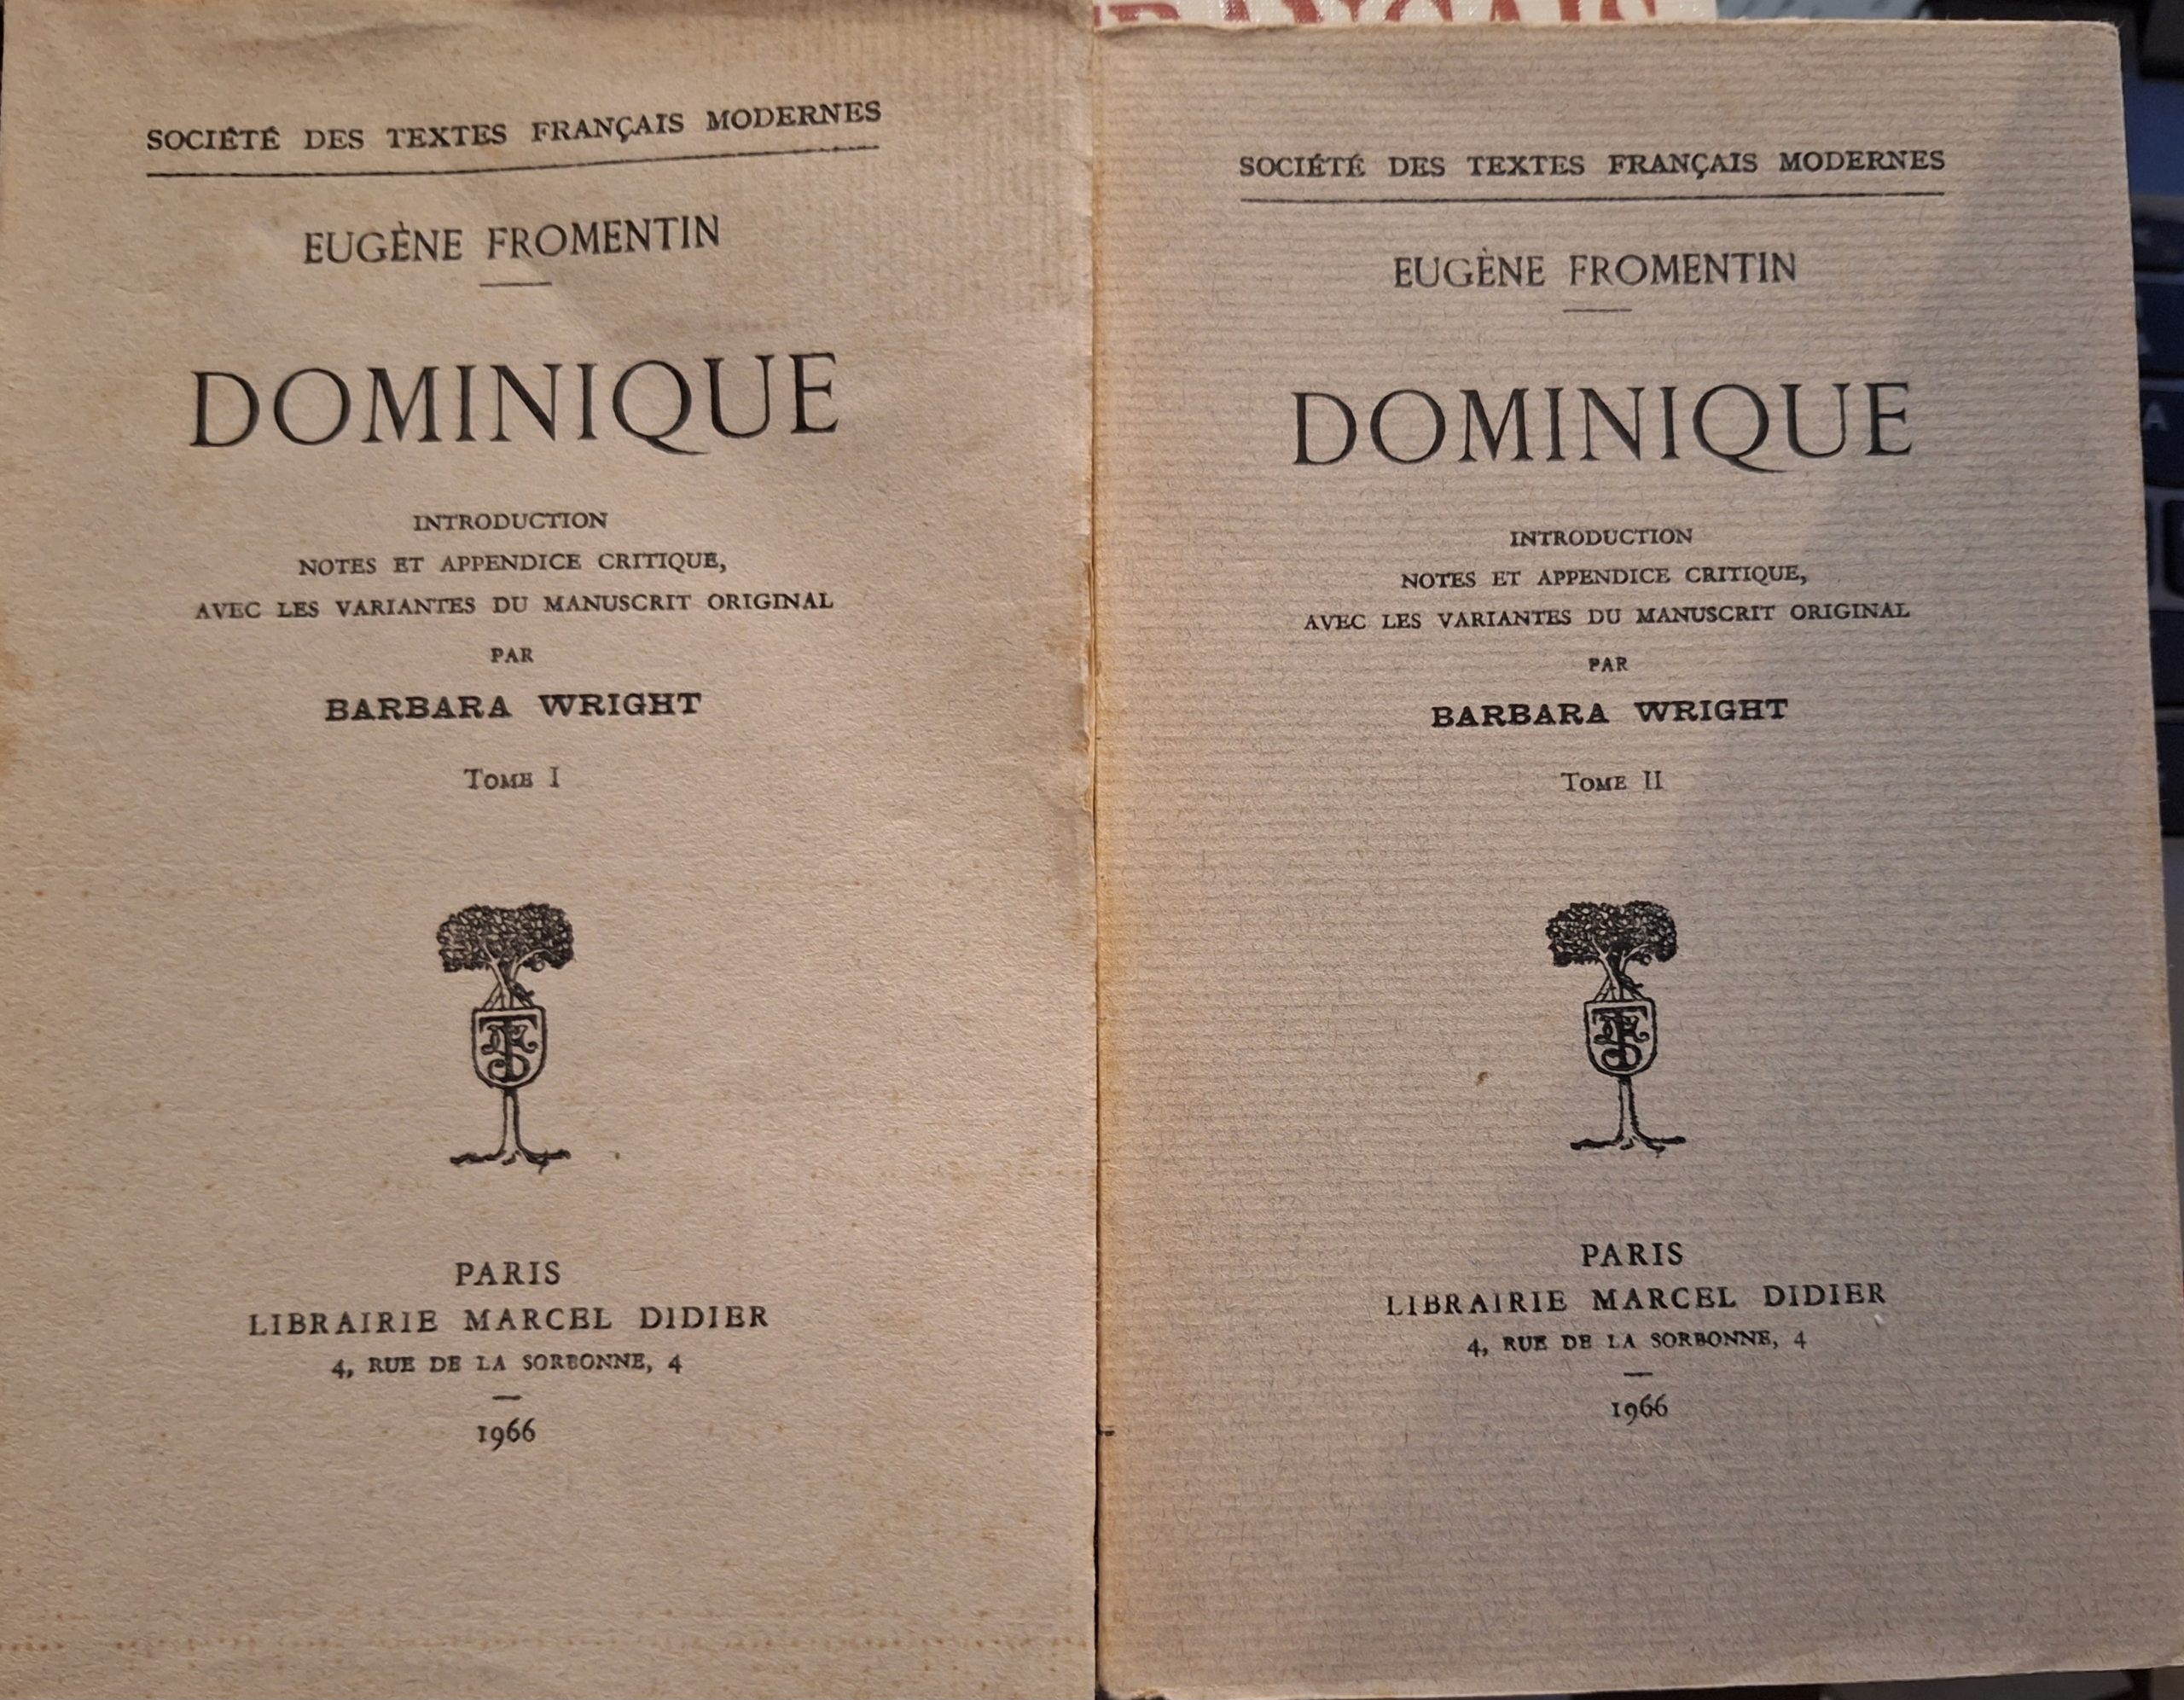 SOCIÉTÉ DES TEXTES FRANÇAIS MODERNES
EUGÈNE FROMENTIN
DOMINIQUE
INTRODUCTION
NOTES ET APPENDICE CRITIQUE,
AVEC LES VARIANTES DU MANUSCRIT ORIGINAL
PAR
BARBARA WRIGHT
TOME I
PARIS
LIBRAIRIE MARCEL DIDIER
4, RUE DE LA SORBONNE, 4
1966
SOCIÉTÉ DES TEXTES FRANÇAIS MODERNES
EUGÈNE FROMENTIN
DOMINIQUE
INTRODUCTION
NOTES ET APPENDICE CRITIQUE,
AVEC LES VARIANTES DU MANUSCRIT ORIGINAL
PAR
BARBARA WRIGHT
TOME II
PARIS
LIBRAIRIE MARCEL DIDIER
4, RUE DE LA SORBONNE, 4
1966